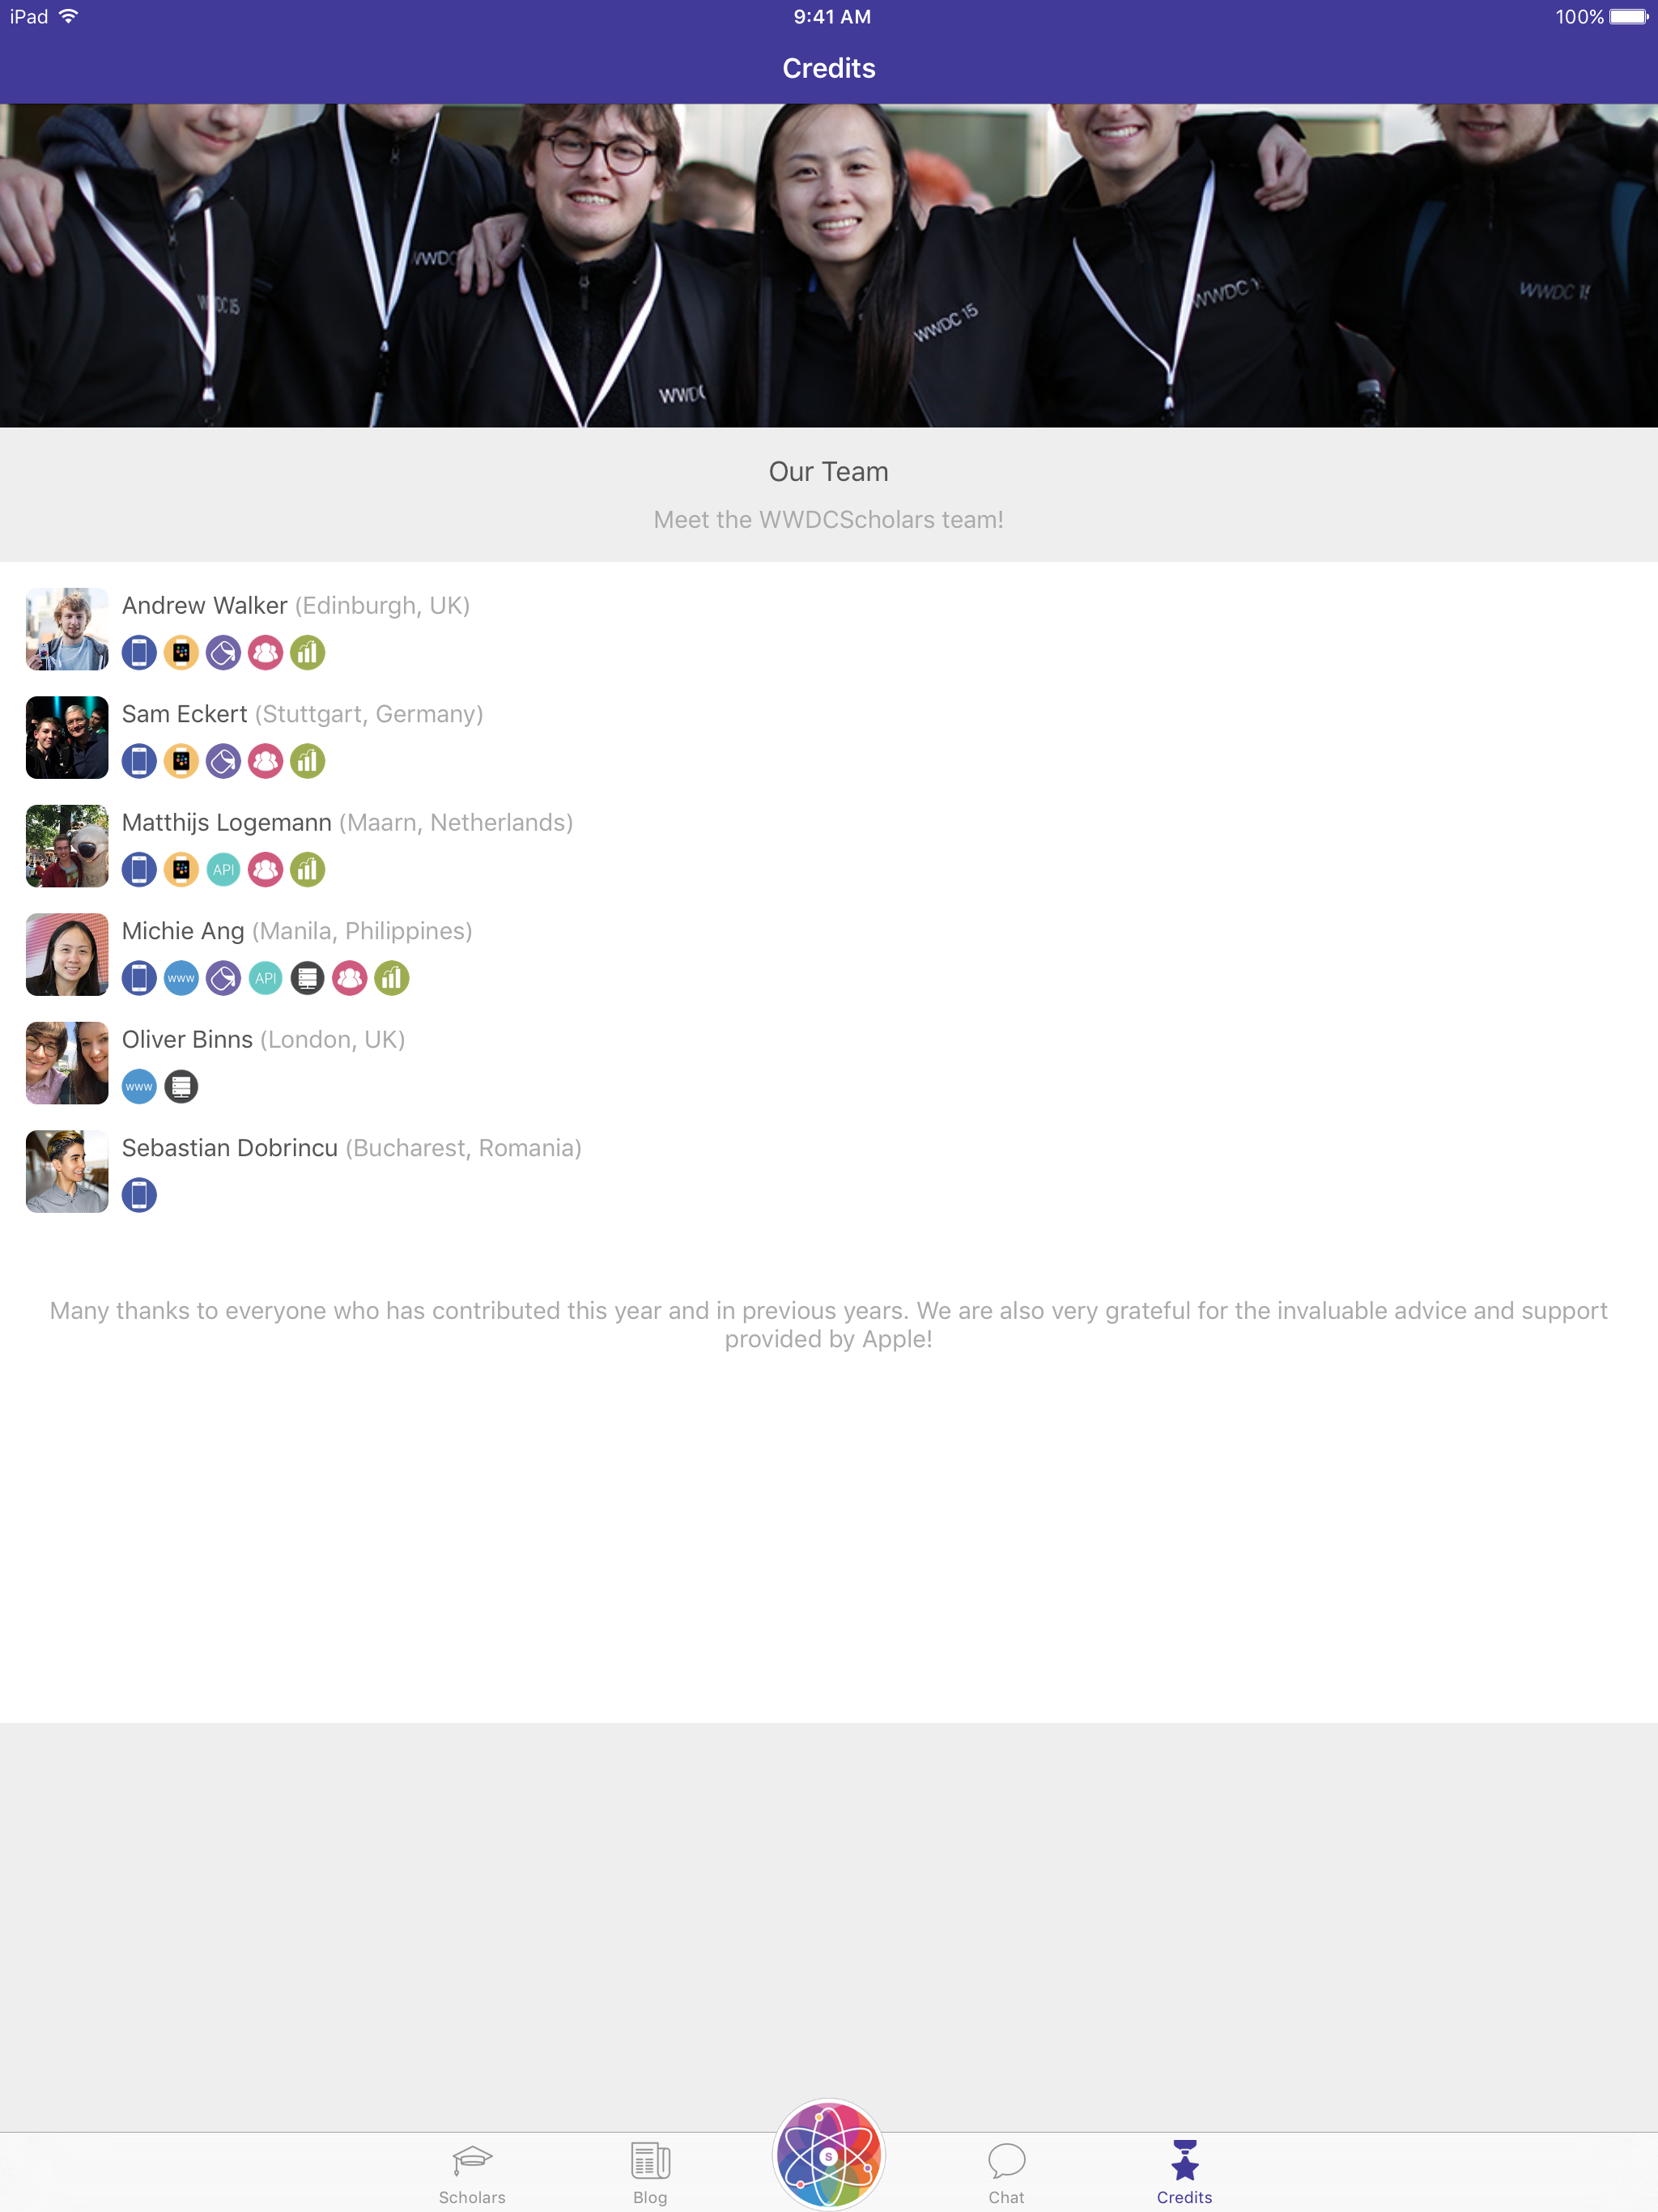 iPad 9:41 AM 100%
Credits
WWDC 15
WWDC
WWDC
WWDC 15
WWDC 1
WWDC 15
Our Team
Meet the WWDCScholars team!
Andrew Walker (Edinburgh, UK)
Sam Eckert (Stuttgart, Germany)
Matthijs Logemann (Maarn, Netherlands)
API
Michie Ang (Manila, Philippines)
www API
Oliver Binns (London, UK)
www
Sebastian Dobrincu (Bucharest, Romania)
Many thanks to everyone who has contributed this year and in previous years. We are also very grateful for the invaluable advice and support
provided by Apple!
S
Scholars Blog Chat Credits